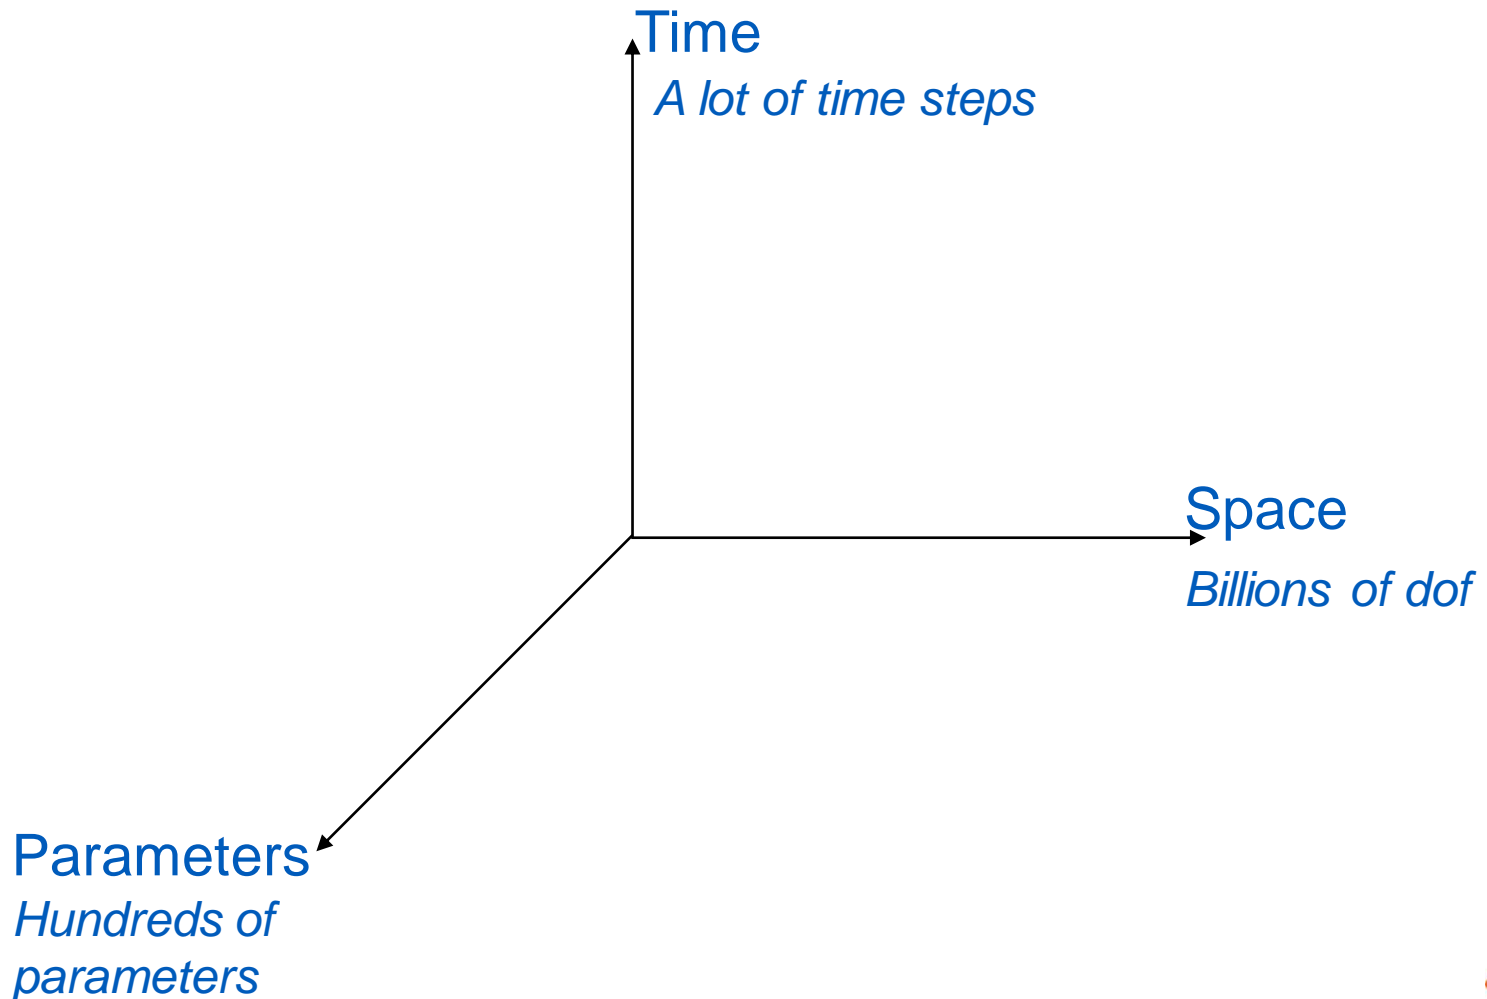 Time
A lot of time steps
Space
Billions of dof
Parameters
Hundreds of
parameters